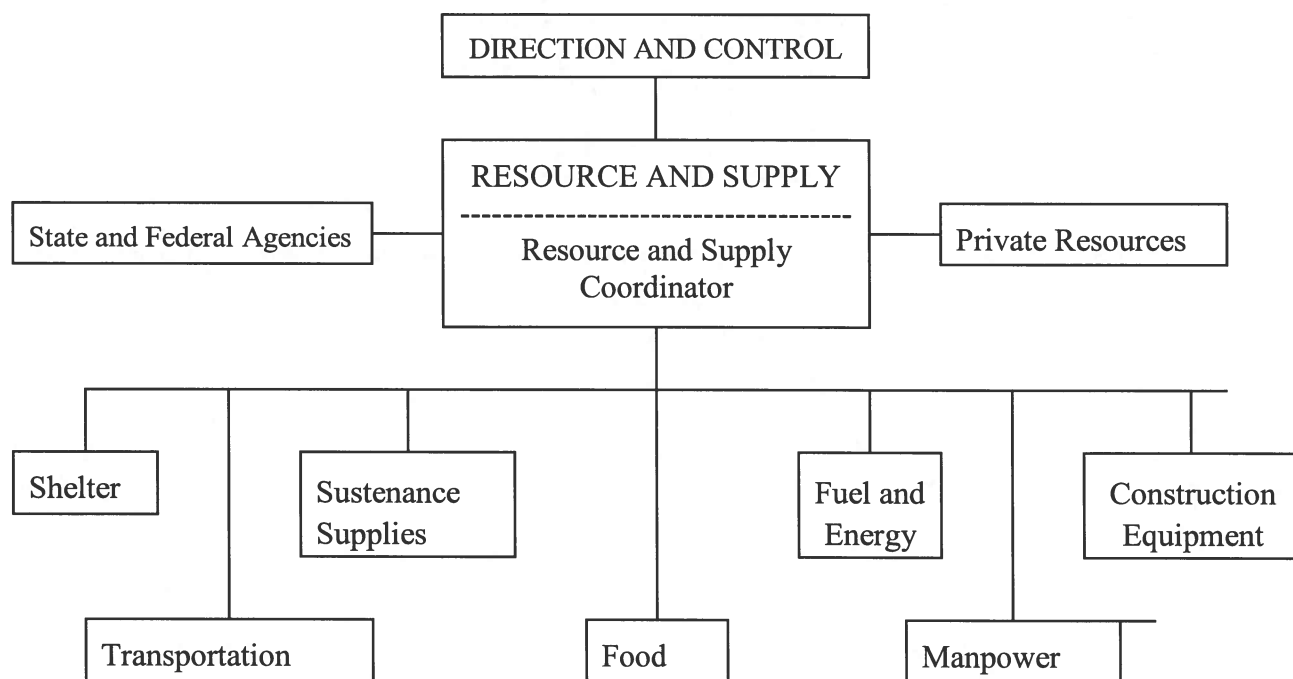 DIRECTION AND CONTROL
RESOURCE AND SUPPLY
Resource and Supply
Coordinator
State and Federal Agencies
Private Resources
Shelter
Sustenance
Supplies
Fuel and
Energy
Construction
Equipment
Transportation
Food
Manpower